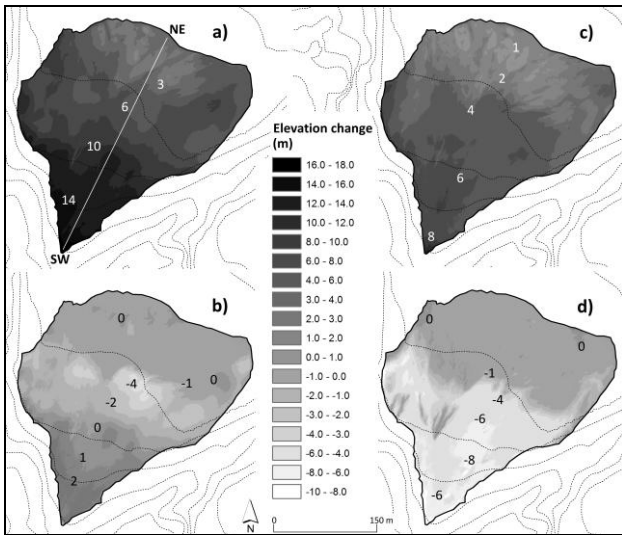 a)
NE
3
6
10
14
SW
c)
1
2
4
6
8
Elevation change
(m)
16.0 - 18.0
14.0 - 16.0
12.0 - 14.0
10.0 - 12.0
8.0 - 10.0
6.0 - 8.0
4.0 - 6.0
3.0 - 4.0
2.0 - 3.0
1.0 - 2.0
0.0 - 1.0
-1.0 - 0.0
-2.0 - -1.0
-3.0 - -2.0
-4.0 - -3.0
-6.0 - -4.0
-8.0 - -6.0
-10 - -8.0
b)
0
-4
-1
0
-2
0
1
2
d)
0
0
-1
-4
-6
-8
-6
N
0
150 m